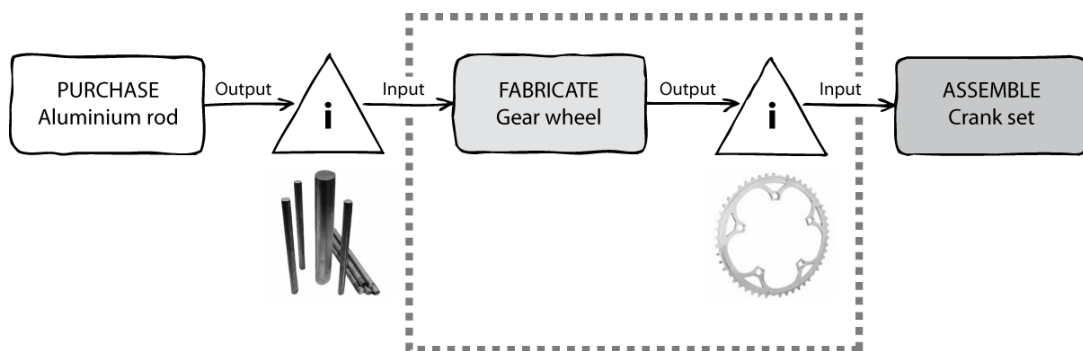 PURCHASE
Aluminium rod
Output
i
Input
FABRICATE
Gear wheel
Output
i
Input
ASSEMBLE
Crank set